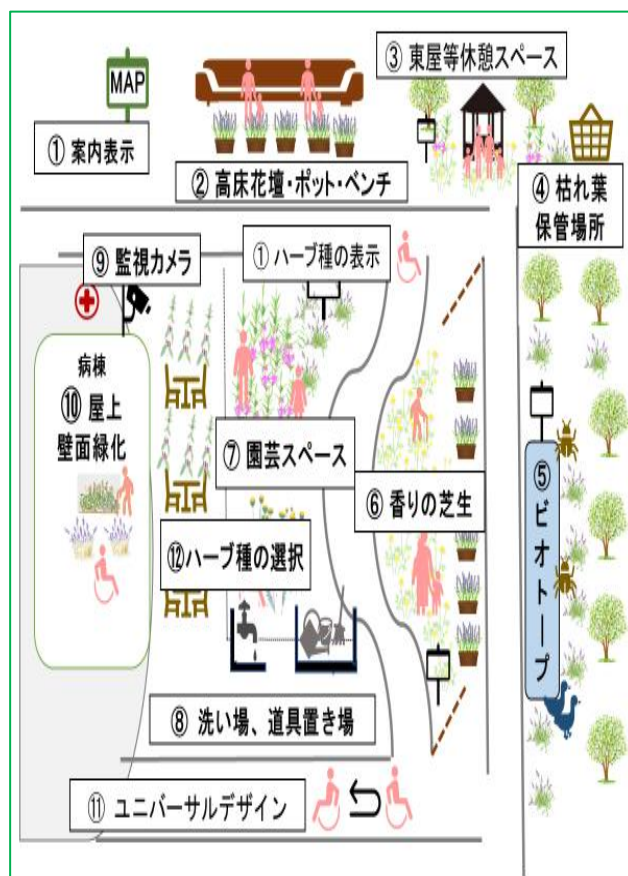 MAP
① 案内表示
② 高床花壇・ポット・ベンチ
③ 東屋等休憩スペース
④ 枯れ葉
保管場所
⑨ 監視カメラ
① ハーブ種の表示
病棟
⑩ 屋上
壁面緑化
⑦ 園芸スペース
⑥ 香りの芝生
⑤ ビオトープ
⑫ハーブ種の選択
⑧ 洗い場、道具置き場
⑪ ユニバーサルデザイン